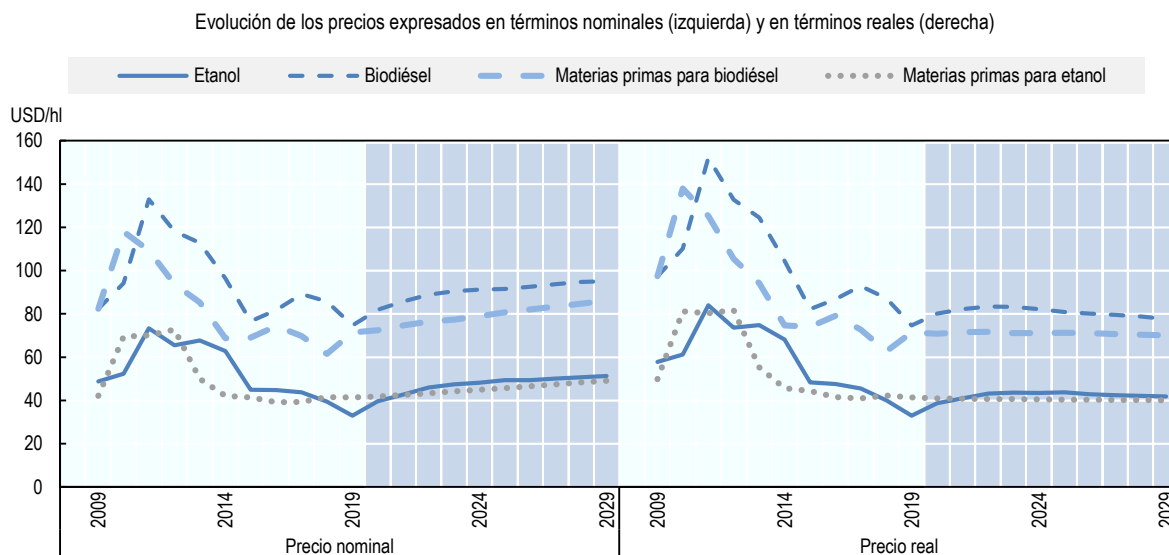 Evolución de los precios expresados en términos nominales (izquierda) y en términos reales (derecha)
Etanol Biodiésel Materias primas para biodiésel Materias primas para etanol
USD/hl
160
140
120
100
80
60
40
20
0
2009 2014 2019 2024 2029 2009 2014 2019 2024 2029
Precio nominal Precio real